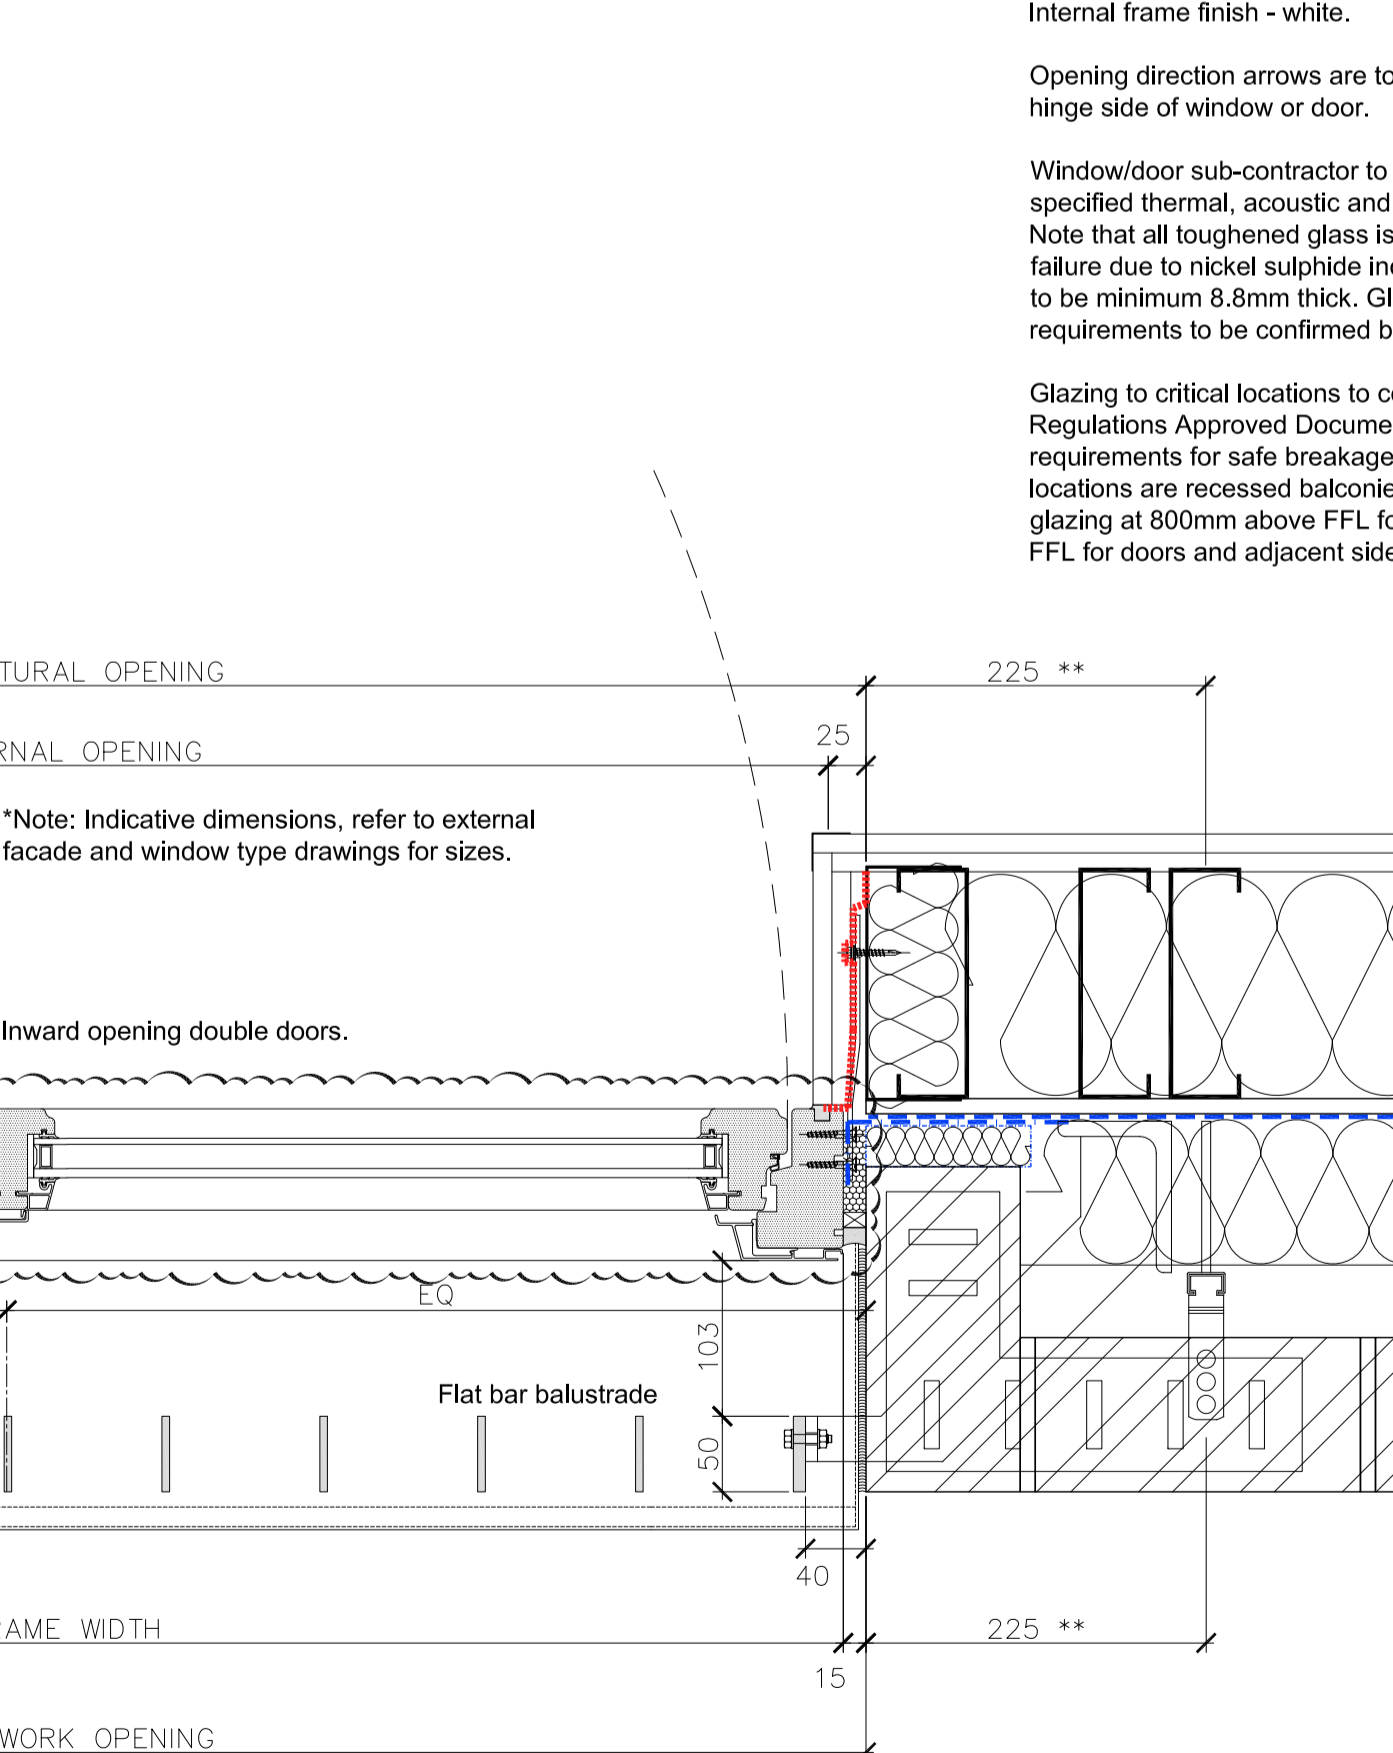 Internal frame finish - white.
Opening direction arrows are to
hinge side of window or door.
Window/door sub-contractor to
specified thermal, acoustic and
Note that all toughened glass is
failure due to nickel sulphide in
to be minimum 8.8mm thick. Gl
requirements to be confirmed b
Glazing to critical locations to c
Regulations Approved Docume
requirements for safe breakage
locations are recessed balconie
glazing at 800mm above FFL fo
FFL for doors and adjacent side
TURAL OPENING
225 **
RNAL OPENING
25
*Note: Indicative dimensions, refer to external
facade and window type drawings for sizes.
Inward opening double doors.
EQ
103
Flat bar balustrade
50
40
RAME WIDTH
225 **
15
WORK OPENING